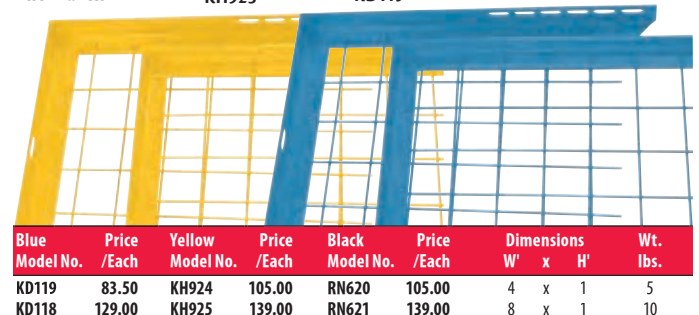 Blue Price Yellow Price Black Price Dimensions Wt.
Model No. /Each Model No. /Each Model No. /Each W' x H' lbs.
KD119 83.50 KH924 105.00 RN620 105.00 4 x 1 5
KD118 129.00 KH925 139.00 RN621 139.00 8 x 1 10